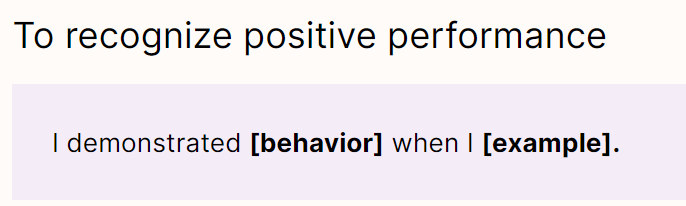 To recognize positive performance
I demonstrated [behavior] when I [example].